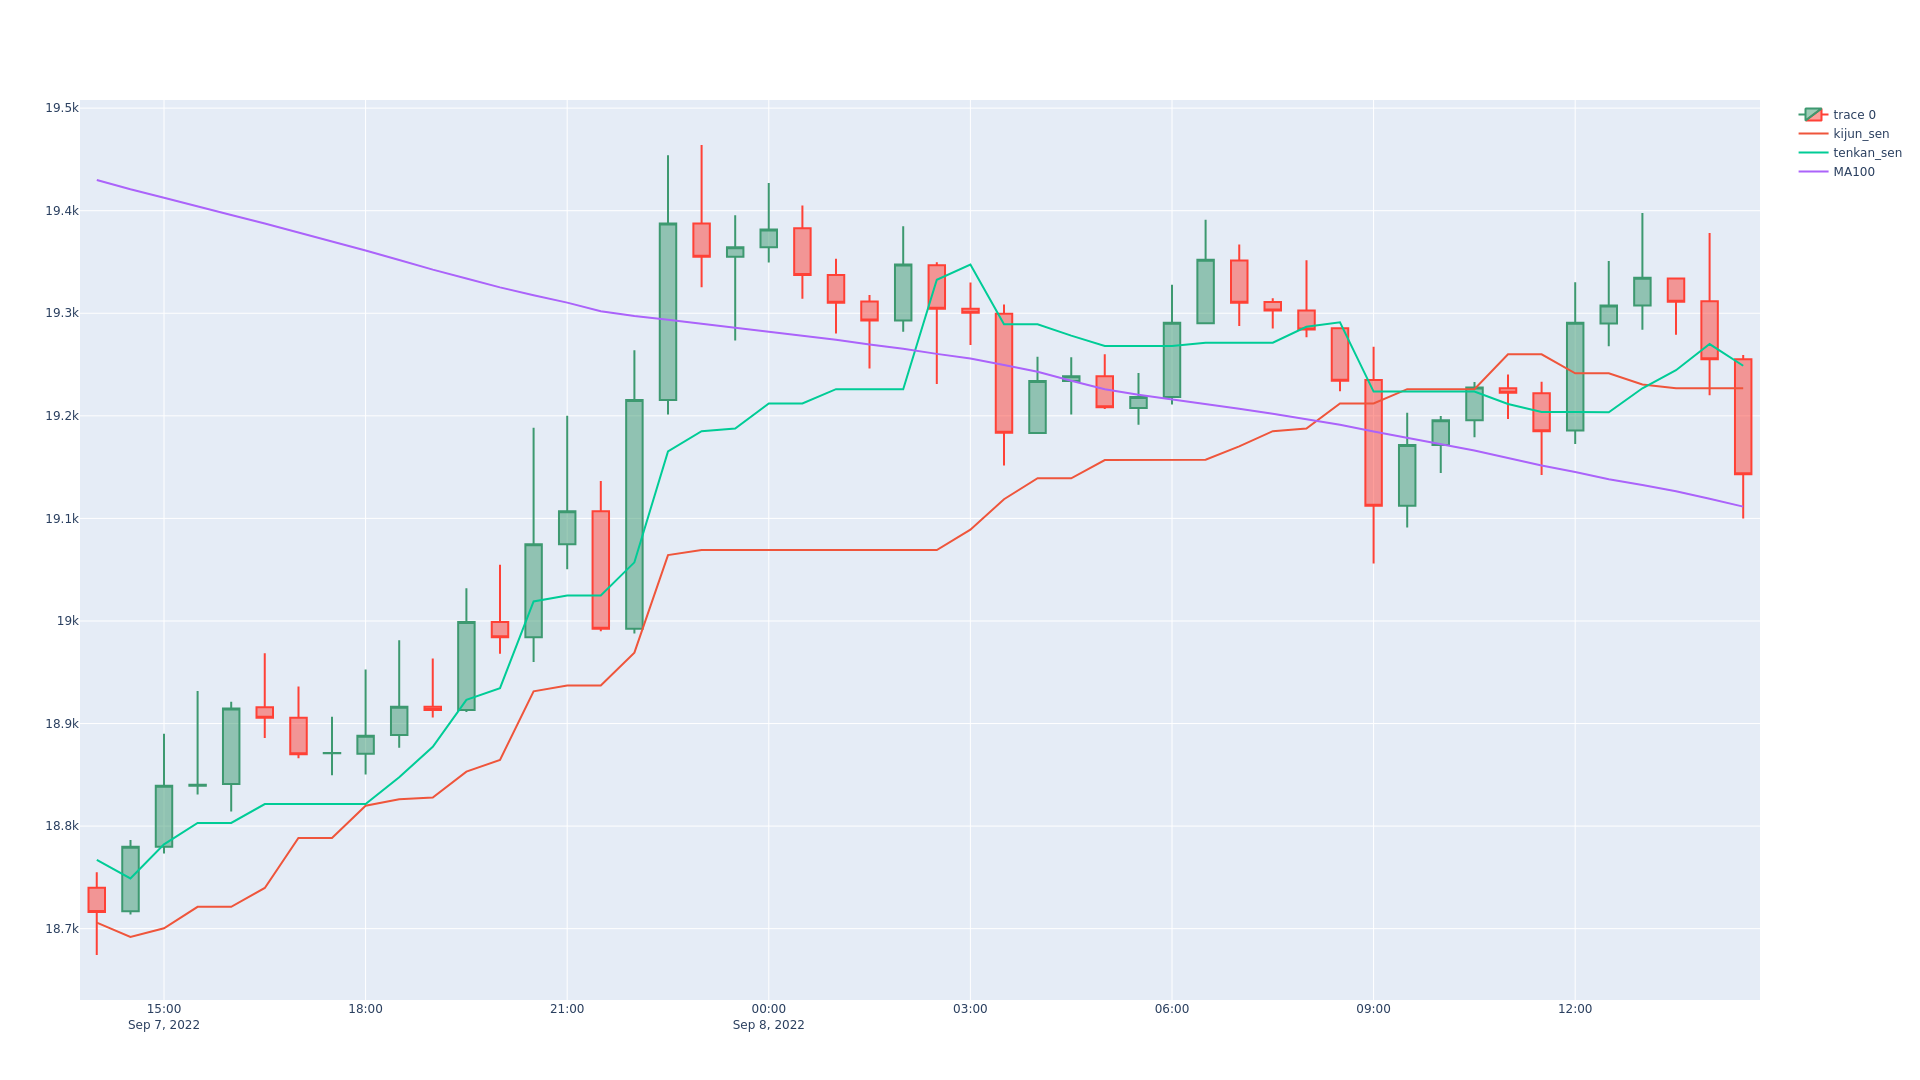 19.5k
19.4k
19.3k
19.2k
19.1k
19k
18.9k
18.8k
18.7k
15:00 18:00 21:00 00:00 03:00 06:00 09:00 12:00
Sep 7, 2022 Sep 8, 2022
trace 0
kijun_sen
tenkan_sen
MA100